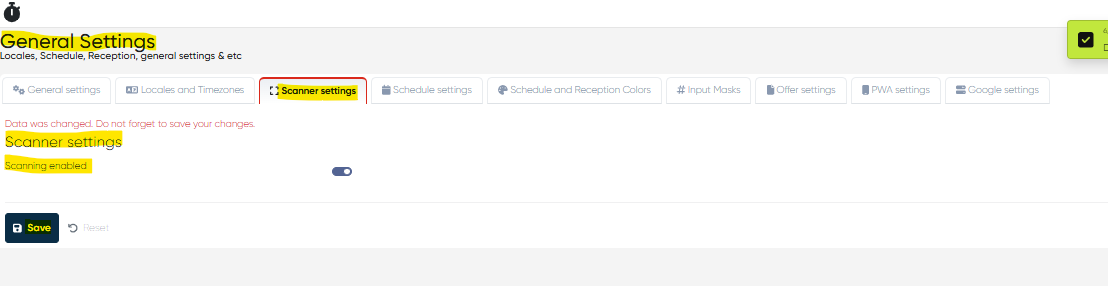 General Settings
Locales, Schedule, Reception, general settings & etc
General settings
Locales and Timezones
Scanner settings
Schedule settings
Schedule and Reception Colors
Input Masks
Offer settings
PWA settings
Google settings
Data was changed. Do not forget to save your changes.
Scanner settings
Scanning enabled
Save
Reset